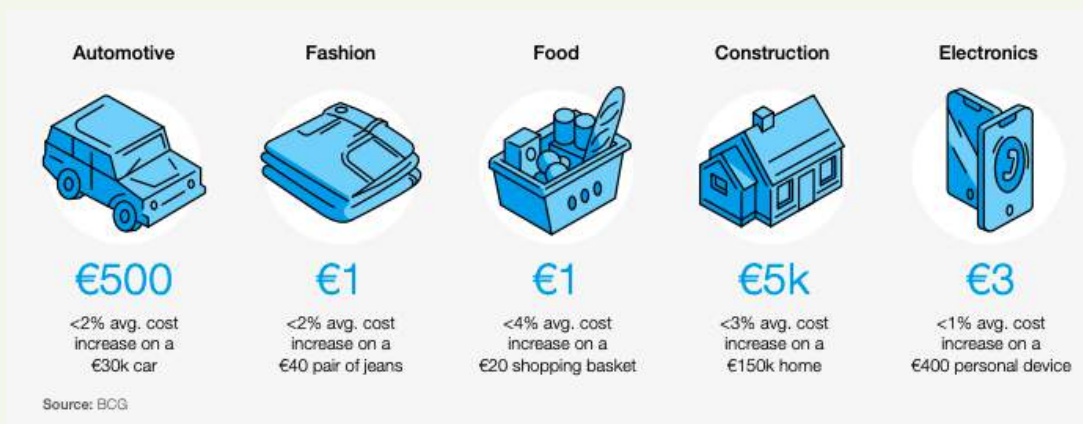 Automotive
Fashion
Food
Construction
Electronics
€500
€1
€1
€5k
€3
<2% avg. cost
increase on a
€30k car
<2% avg. cost
increase on a
€40 pair of jeans
<4% avg. cost
increase on a
€20 shopping basket
<3% avg. cost
increase on a
€150k home
<1% avg. cost
increase on a
€400 personal device
Source: BCG